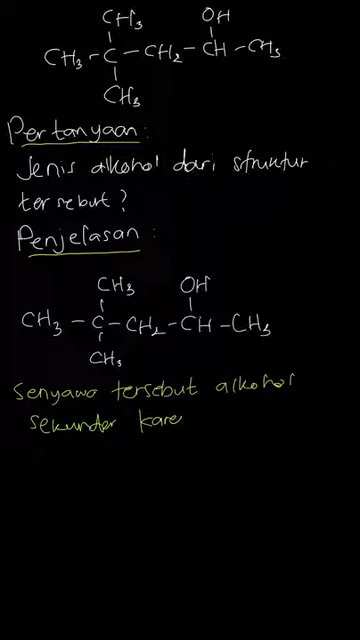 CH3 OH
CH3 - C - CH2 - CH - CH3
CH3
Pertanyaan:
Jenis alkohol dari struktur
tersebut?
Penjelasan:
CH3 OH
CH3 - C - CH2 - CH - CH3
CH3
Senyawa tersebut alkohol
sekunder kare